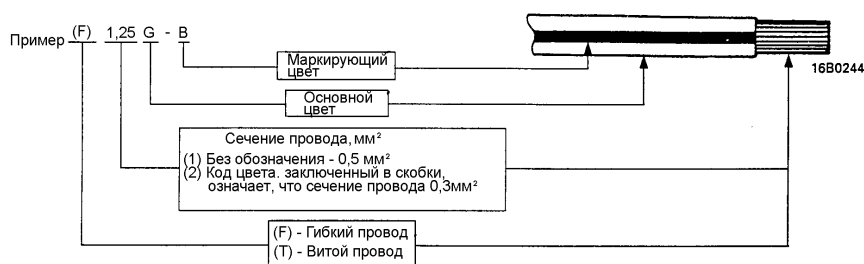 Пример (F) 1,25 G - B
Маркирующий
цвет
16B0244
Основной
цвет
Сечение провода, мм²
(1) Без обозначения - 0,5 мм²
(2) Код цвета. заключенный в скобки,
означает, что сечение провода 0,3мм²
(F) - Гибкий провод
(T) - Витой провод